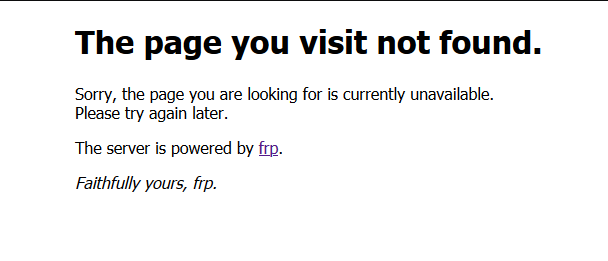 The page you visit not found.
Sorry, the page you are looking for is currently unavailable.
Please try again later.
The server is powered by frp.
Faithfully yours, frp.